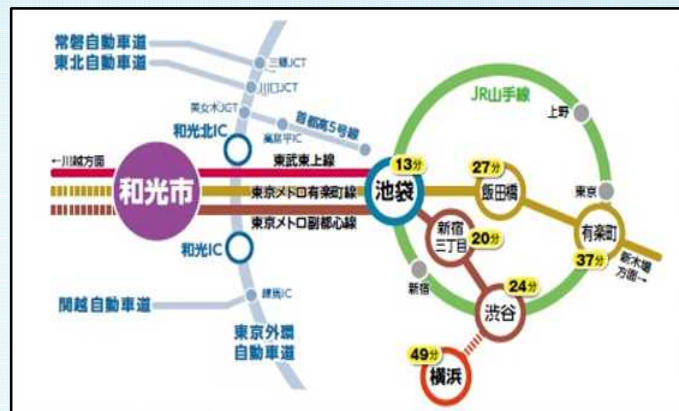 常磐自動車道
東北自動車道
三郷JCT
川口JCT
美女木JCT
首都高5号線
高島平IC
和光北IC
JR山手線
上野
←川越方面
東武東上線
和光市
東京メトロ有楽町線
東京メトロ副都心線
池袋
13分
27分
飯田橋
東京
有楽町
37分
新木場
方面→
新宿
三丁目
20分
新宿
24分
渋谷
49分
横浜
和光IC
関越自動車道
練馬IC
東京外環
自動車道